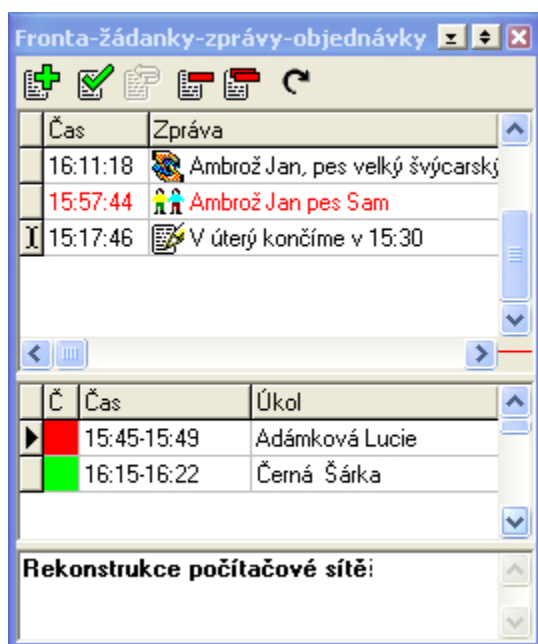 Fronta-žádanky-zprávy-objednávky
Čas Zpráva
16:11:18 Ambrož Jan, pes velký švýcarský
15:57:44 Ambrož Jan pes Sam
15:17:46 V úterý končíme v 15:30
Č Čas Úkol
15:45-15:49 Adámková Lucie
16:15-16:22 Černá Šárka
Rekonstrukce počítačové sítě